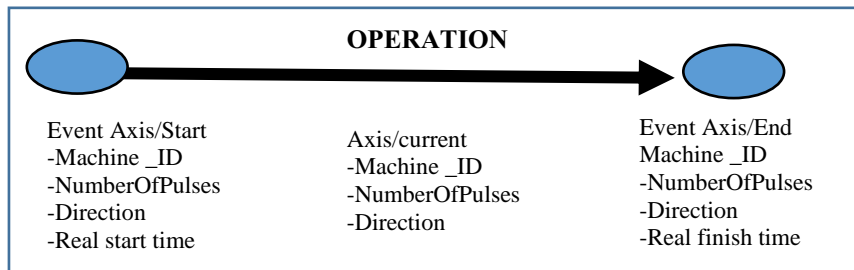 OPERATION
Event Axis/Start
-Machine _ID
-NumberOfPulses
-Direction
-Real start time
Axis/current
-Machine _ID
-NumberOfPulses
-Direction
Event Axis/End
Machine _ID
-NumberOfPulses
-Direction
-Real finish time